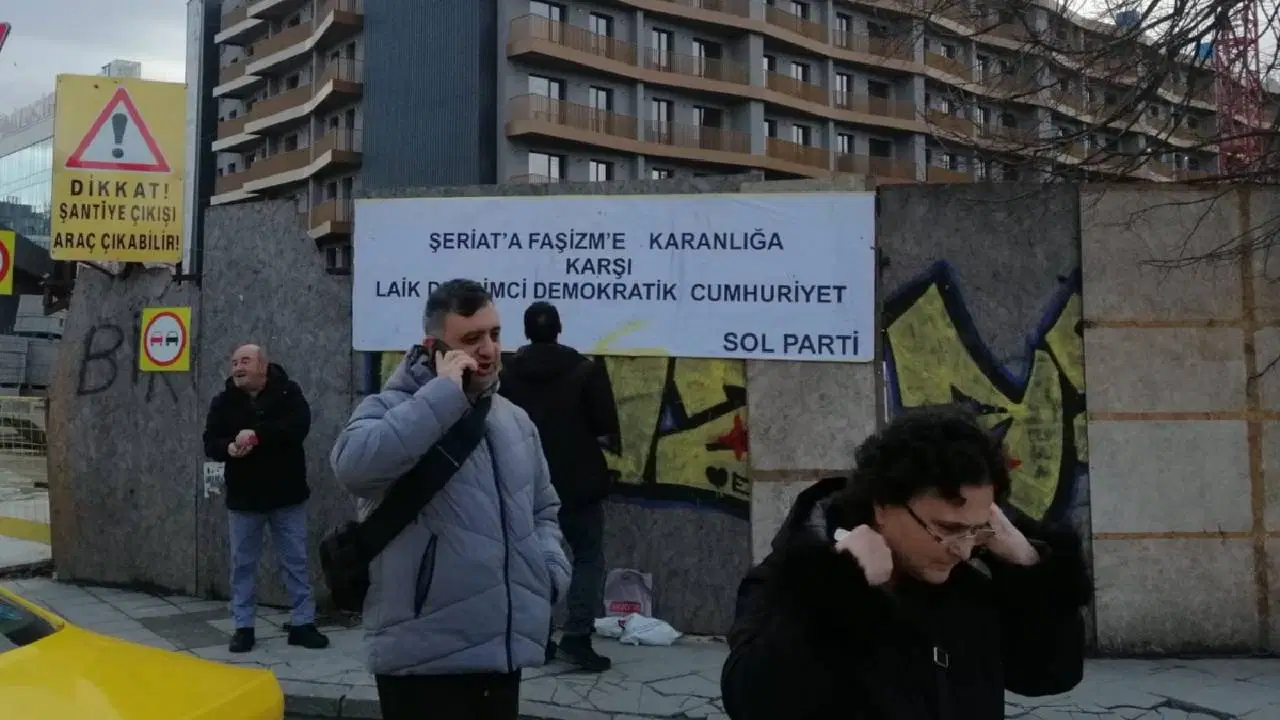 DİKKAT!
ŞANTİYE ÇIKIŞI
ARAÇ ÇIKABİLİR!
ŞERİAT'A FAŞİZM'E KARANLIĞA
KARŞI
LAİK DEMOKRATİK CUMHURİYET
SOL PARTİ
BİR